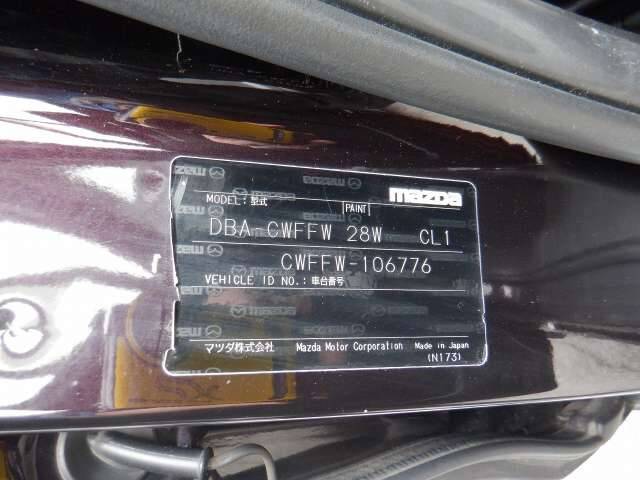 mazda
MODEL : 型式 PAINT
DBA-CWFFW 28W CL1
CWFFW-106776
VEHICLE ID NO. : 車台番号
マツダ株式会社 Mazda Motor Corporation Made in Japan
(N173)